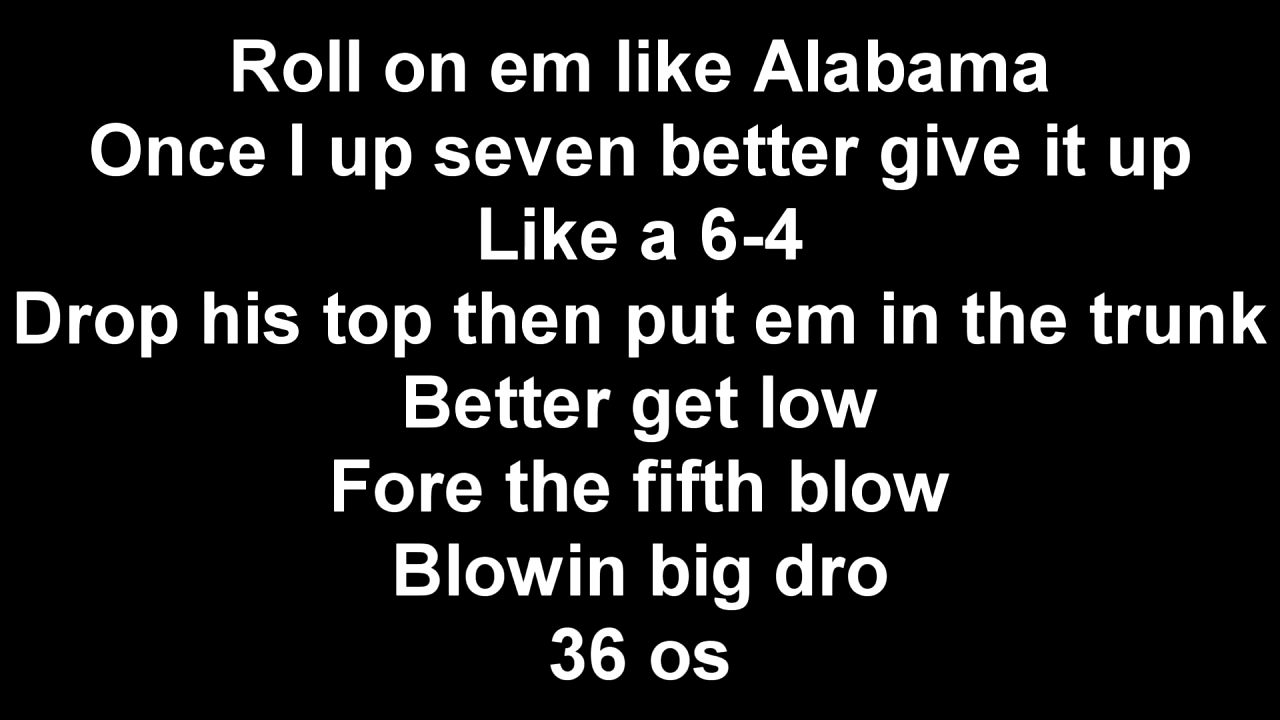 Roll on em like Alabama
Once I up seven better give it up
Like a 6-4
Drop his top then put em in the trunk
Better get low
Fore the fifth blow
Blowin big dro
36 os